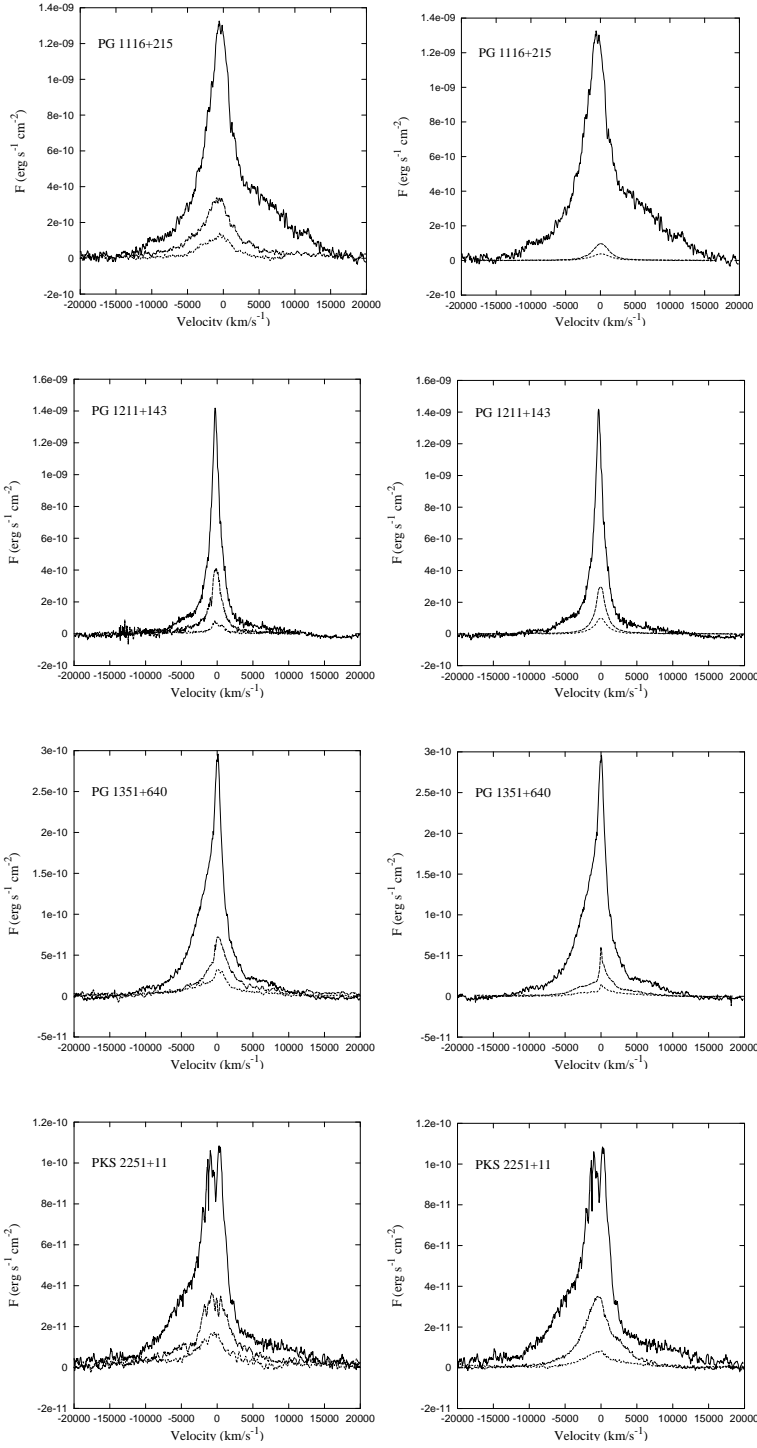 1.4e-09
1.2e-09
1e-09
8e-10
6e-10
4e-10
2e-10
0
-2e-10
F (erg s-1 cm-2)
PG 1116+215
-20000 -15000 -10000 -5000 0 5000 10000 15000 20000
Velocity (km/s-1)
1.4e-09
1.2e-09
1e-09
8e-10
6e-10
4e-10
2e-10
0
-2e-10
F (erg s-1 cm-2)
PG 1116+215
-20000 -15000 -10000 -5000 0 5000 10000 15000 20000
Velocity (km/s-1)
1.6e-09
1.4e-09
1.2e-09
1e-09
8e-10
6e-10
4e-10
2e-10
0
-2e-10
F (erg s-1 cm-2)
PG 1211+143
-20000 -15000 -10000 -5000 0 5000 10000 15000 20000
Velocity (km/s-1)
1.6e-09
1.4e-09
1.2e-09
1e-09
8e-10
6e-10
4e-10
2e-10
0
-2e-10
F (erg s-1 cm-2)
PG 1211+143
-20000 -15000 -10000 -5000 0 5000 10000 15000 20000
Velocity (km/s-1)
3e-10
2.5e-10
2e-10
1.5e-10
1e-10
5e-11
0
-5e-11
F (erg s-1 cm-2)
PG 1351+640
-20000 -15000 -10000 -5000 0 5000 10000 15000 20000
Velocity (km/s-1)
3e-10
2.5e-10
2e-10
1.5e-10
1e-10
5e-11
0
-5e-11
F (erg s-1 cm-2)
PG 1351+640
-20000 -15000 -10000 -5000 0 5000 10000 15000 20000
Velocity (km/s-1)
1.2e-10
1e-10
8e-11
6e-11
4e-11
2e-11
0
-2e-11
F (erg s-1 cm-2)
PKS 2251+11
-20000 -15000 -10000 -5000 0 5000 10000 15000 20000
Velocity (km/s-1)
1.2e-10
1e-10
8e-11
6e-11
4e-11
2e-11
0
-2e-11
F (erg s-1 cm-2)
PKS 2251+11
-20000 -15000 -10000 -5000 0 5000 10000 15000 20000
Velocity (km/s-1)